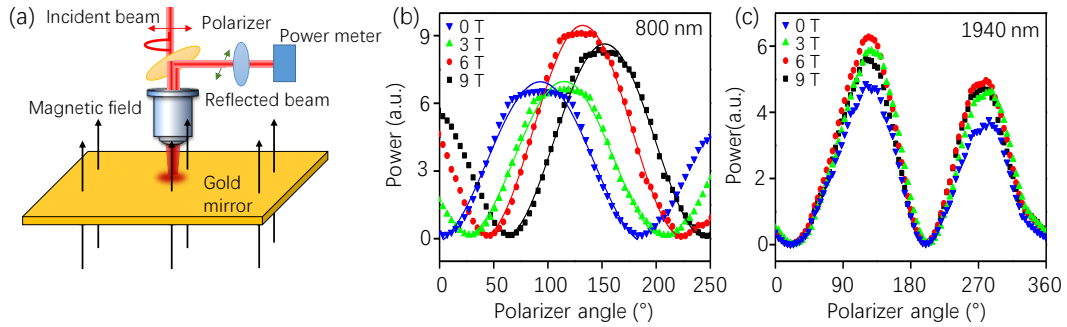 (a)
Incident beam
Polarizer
Power meter
Reflected beam
Magnetic field
Gold
mirror
(b)
800 nm
0 T
3 T
6 T
9 T
9
6
3
0
Power (a.u.)
0 50 100 150 200 250
Polarizer angle (°)
(c)
1940 nm
0 T
3 T
6 T
9 T
6
4
2
0
Power(a.u.)
0 90 180 270 360
Polarizer angle (°)